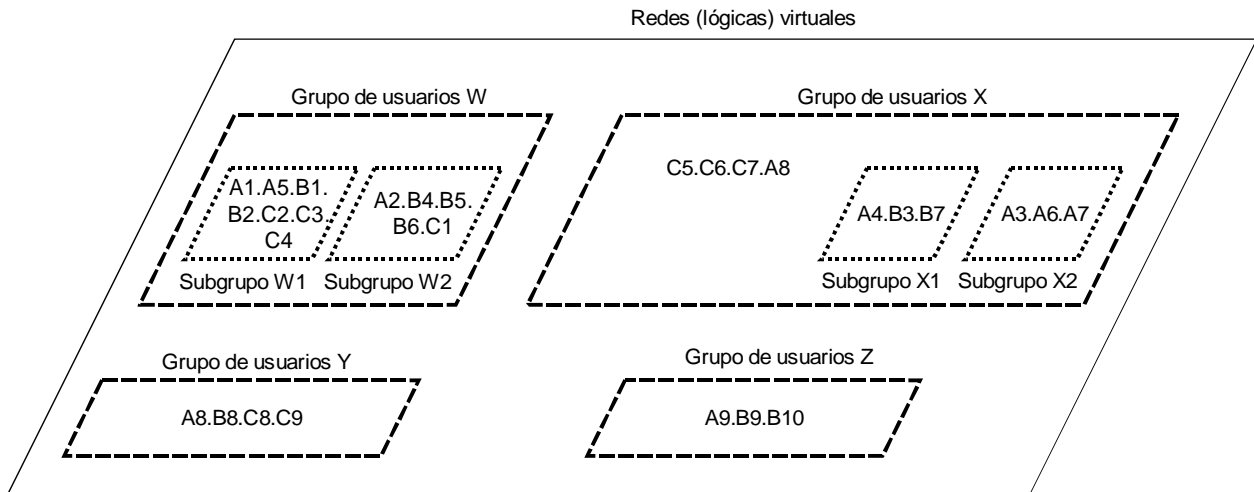 Redes (lógicas) virtuales
Grupo de usuarios W
Grupo de usuarios X
A1.A5.B1.
B2.C2.C3.
C4
A2.B4.B5.
B6.C1
C5.C6.C7.A8
A4.B3.B7
A3.A6.A7
Subgrupo W1
Subgrupo W2
Subgrupo X1
Subgrupo X2
Grupo de usuarios Y
Grupo de usuarios Z
A8.B8.C8.C9
A9.B9.B10